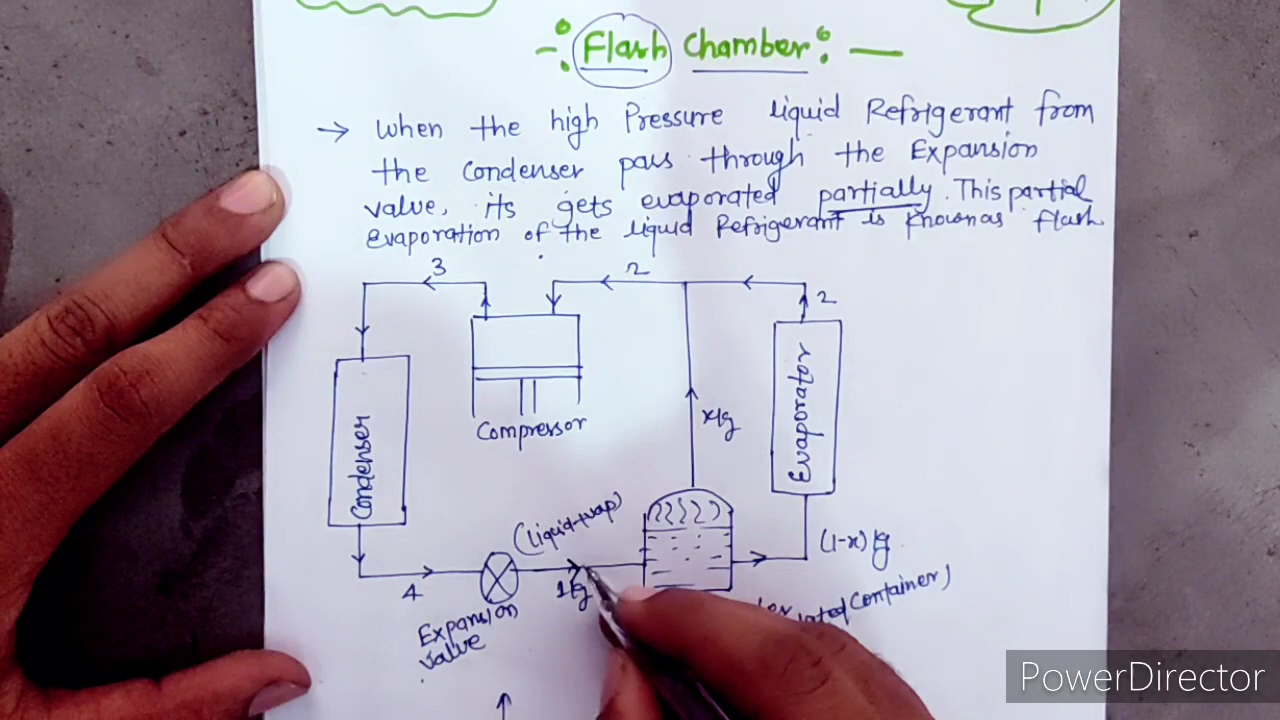 Flash Chamber:
→ When the high Pressure liquid Refrigerant from
the Condenser pass through the Expansion
value, its gets evaporated partially. This partial
Evaporation of the liquid Refrigerant is known as flash
3
2
2
Condenser
Compressor
x kg
Evaporator
(liquid+vap)
(1-x) kg
4
1kg
Expansion
value
Container)
PowerDirector